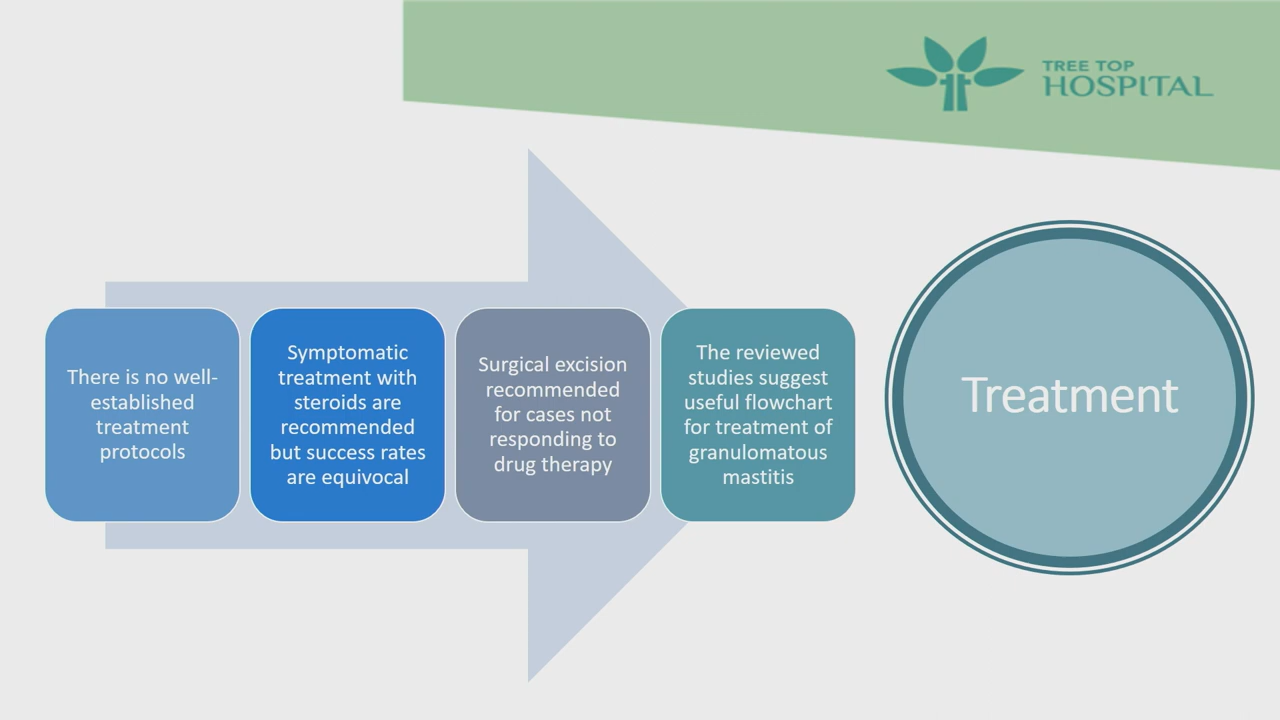 TREE TOP
HOSPITAL
There is no well-
established
treatment
protocols
Symptomatic
treatment with
steroids are
recommended
but success rates
are equivocal
Surgical excision
recommended
for cases not
responding to
drug therapy
The reviewed
studies suggest
useful flowchart
for treatment of
granulomatous
mastitis
Treatment